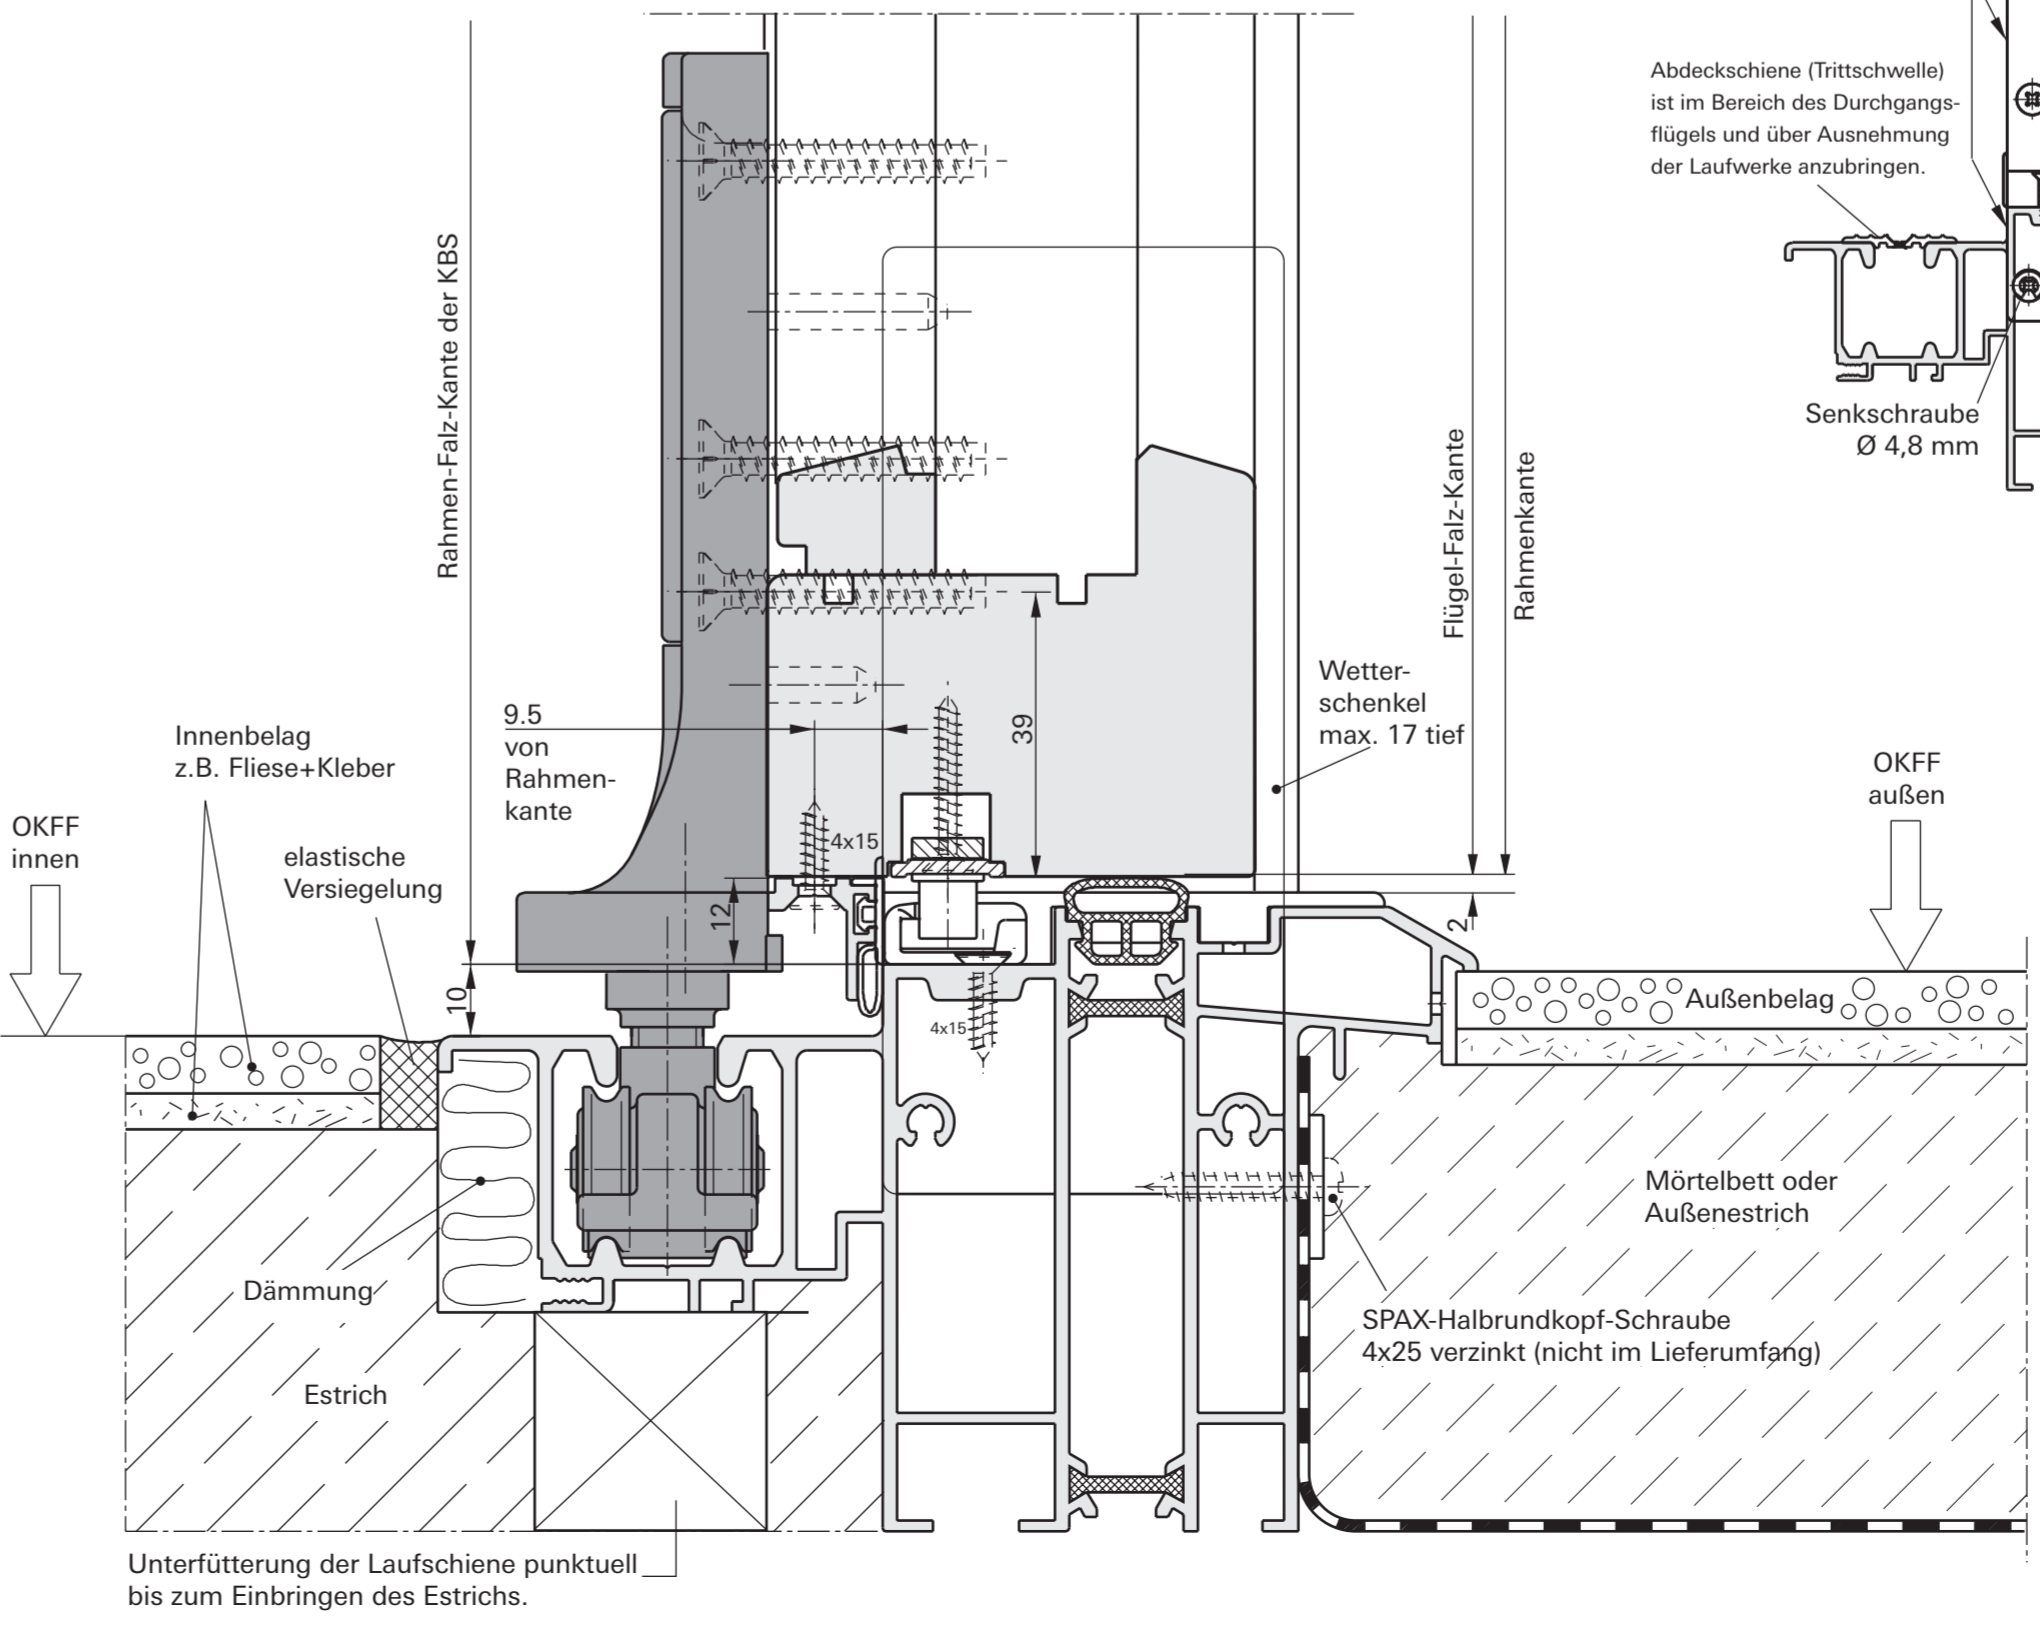 Abdeckschiene (Trittschwelle)
ist im Bereich des Durchgangs-
flügels und über Ausnehmung
der Laufwerke anzubringen.
Senkschraube
Ø 4,8 mm
Rahmen-Falz-Kante der KBS
Flügel-Falz-Kante
Rahmenkante
Wetter-
schenkel
max. 17 tief
9.5
von
Rahmen-
kante
39
4x15
12
2
10
4x15
Innenbelag
z.B. Fliese+Kleber
OKFF
innen
elastische
Versiegelung
OKFF
außen
Außenbelag
Mörtelbett oder
Außenestrich
Dämmung
SPAX-Halbrundkopf-Schraube
4x25 verzinkt (nicht im Lieferumfang)
Estrich
Unterfütterung der Laufschiene punktuell
bis zum Einbringen des Estrichs.